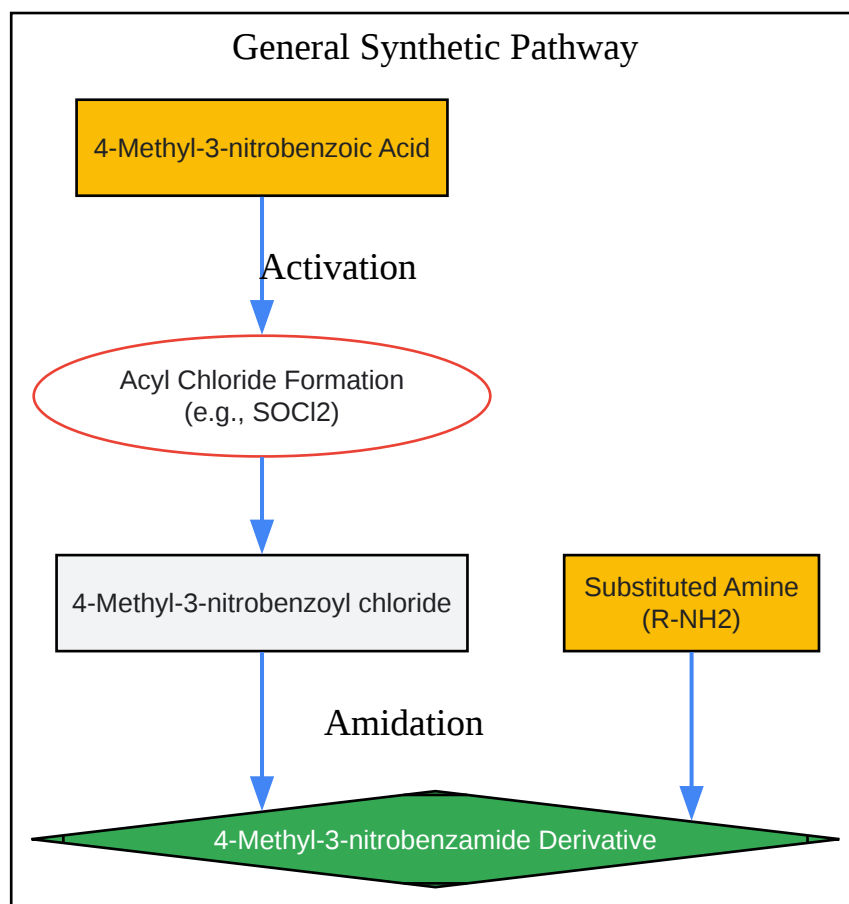 General Synthetic Pathway
4-Methyl-3-nitrobenzoic Acid
Activation
Acyl Chloride Formation
(e.g., SOCl2)
4-Methyl-3-nitrobenzoyl chloride
Substituted Amine
(R-NH2)
Amidation
4-Methyl-3-nitrobenzamide Derivative